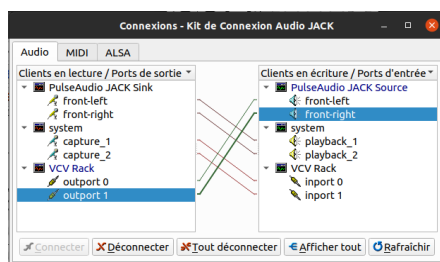 Connexions - Kit de Connexion Audio JACK
Audio MIDI ALSA
Clients en lecture / Ports de sortie
PulseAudio JACK Sink
front-left
front-right
system
capture_1
capture_2
VCV Rack
outport 0
outport 1
Clients en écriture / Ports d'entrée
PulseAudio JACK Source
front-left
front-right
system
playback_1
playback_2
VCV Rack
inport 0
inport 1
Connecter Déconnecter Tout déconnecter Afficher tout Rafraîchir